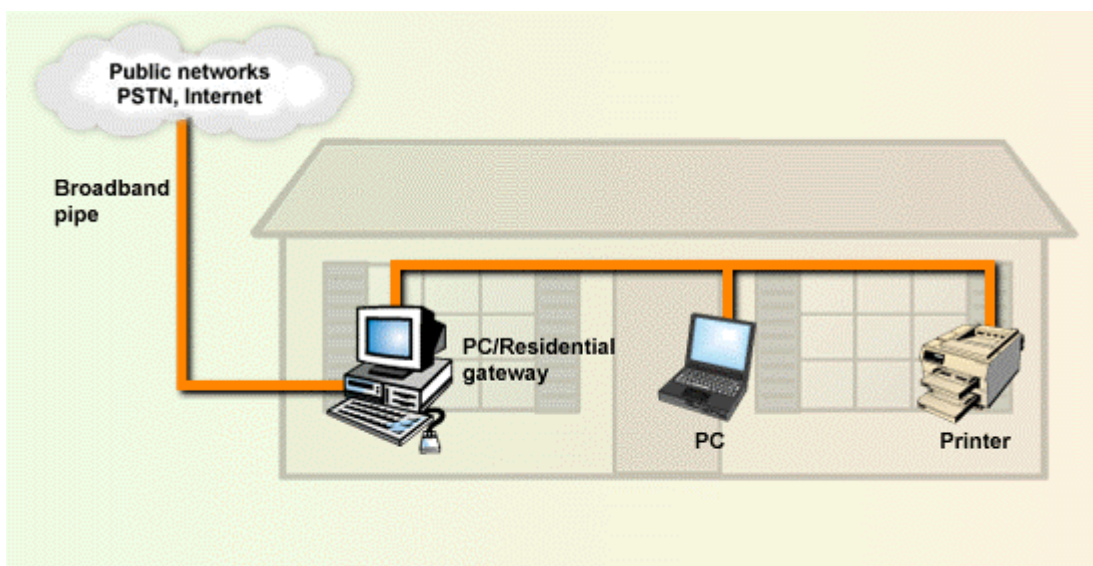 Public networks
PSTN, Internet
Broadband
pipe
PC/Residential
gateway
PC
Printer